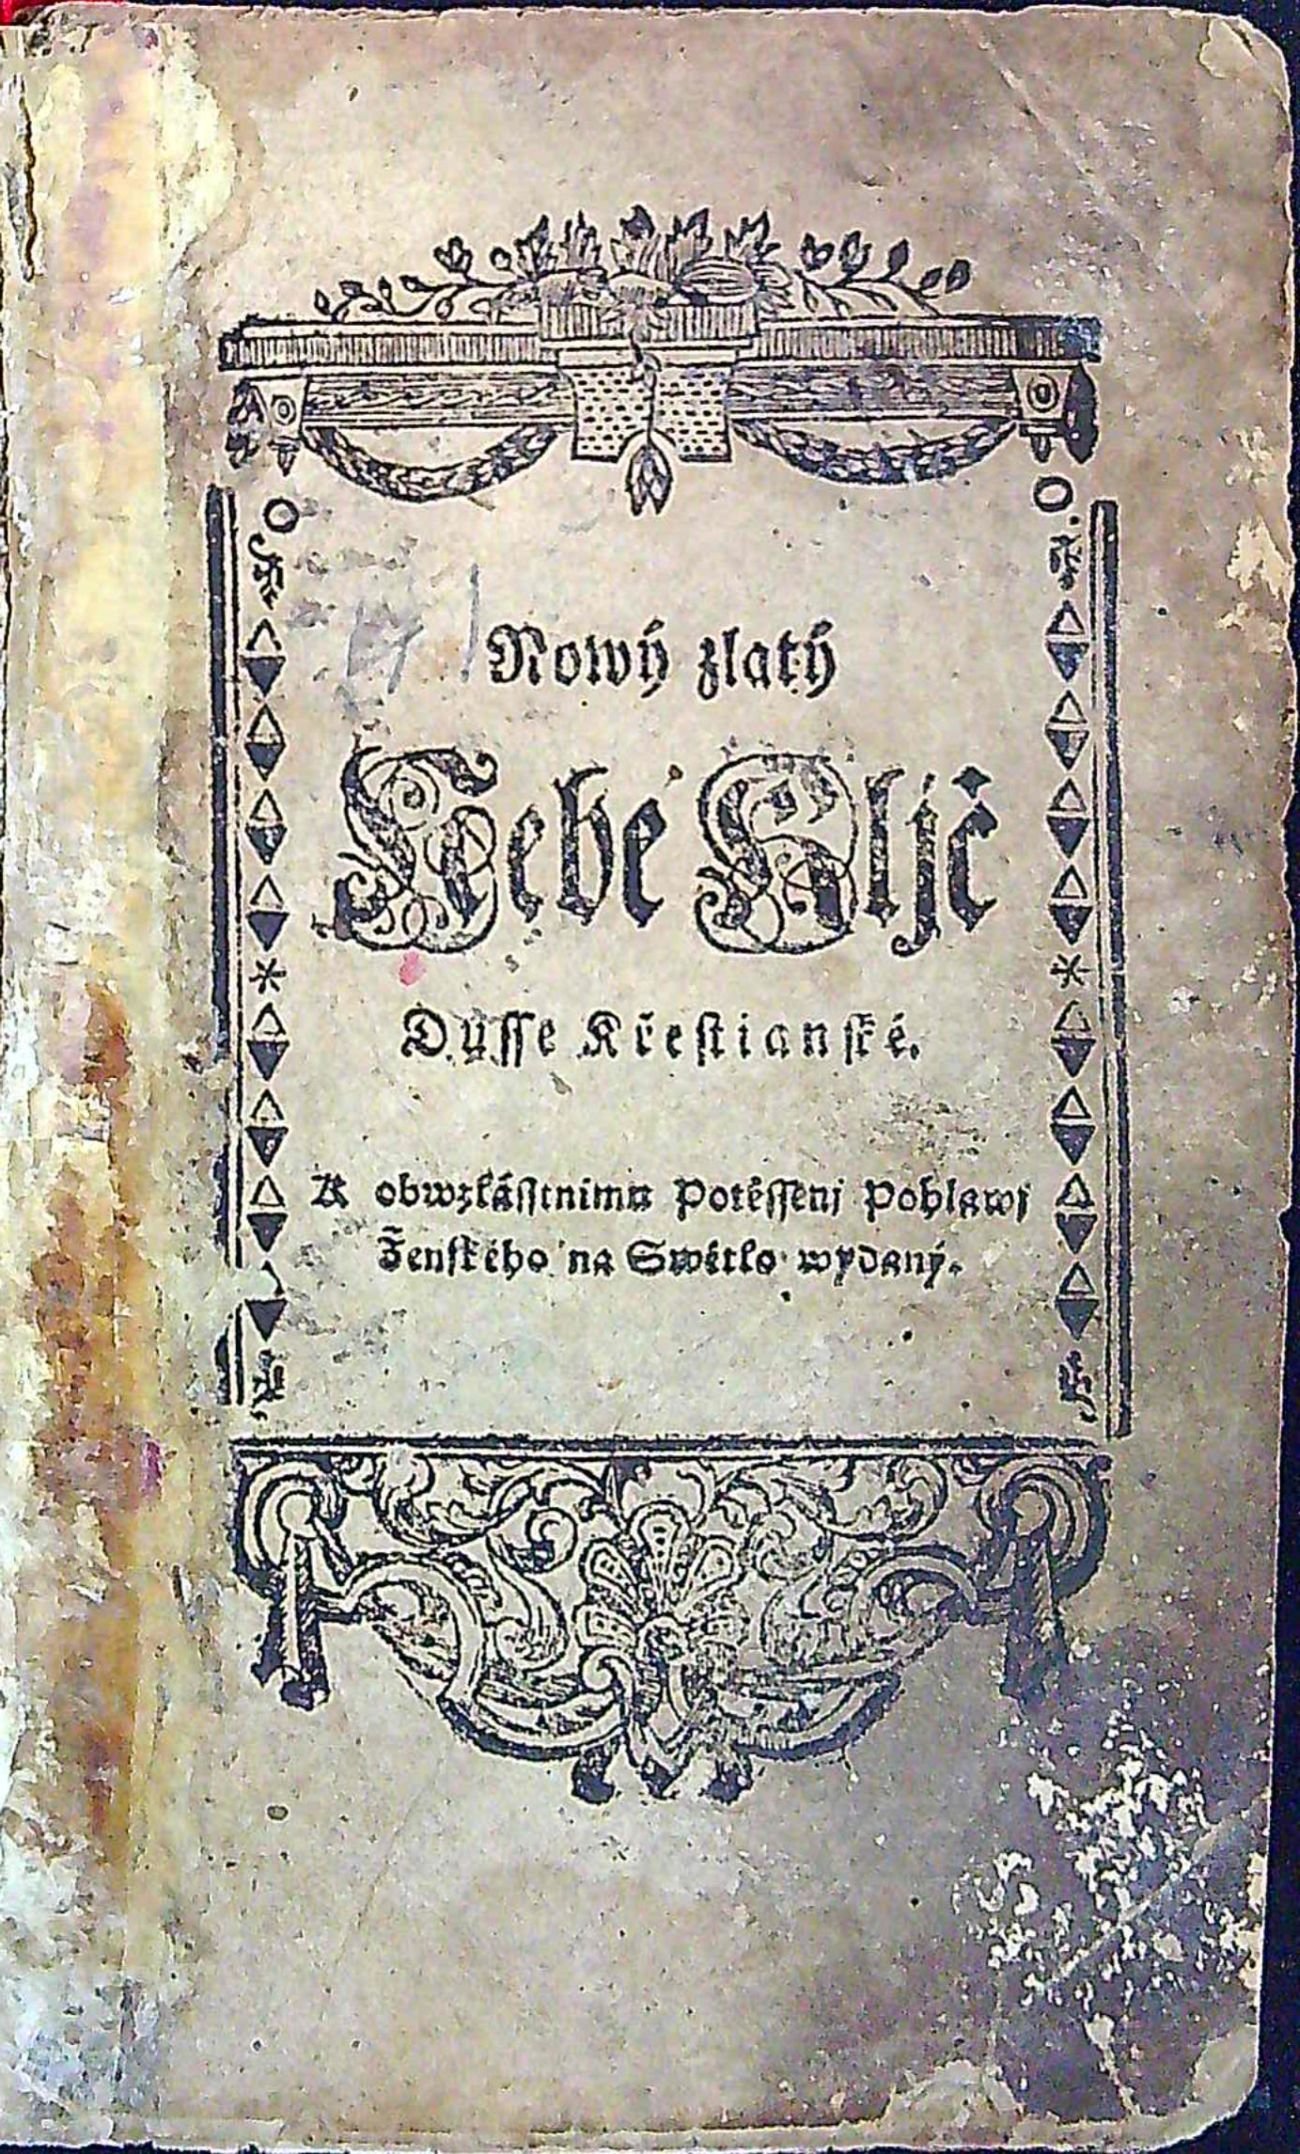 Nowý zlatý
Nebe Kljč
Duſſe Křeſtianſké.
K obwzláſſtnimu Potěſſenj Pohlawj
Ženſkého na Swětlo wydaný.